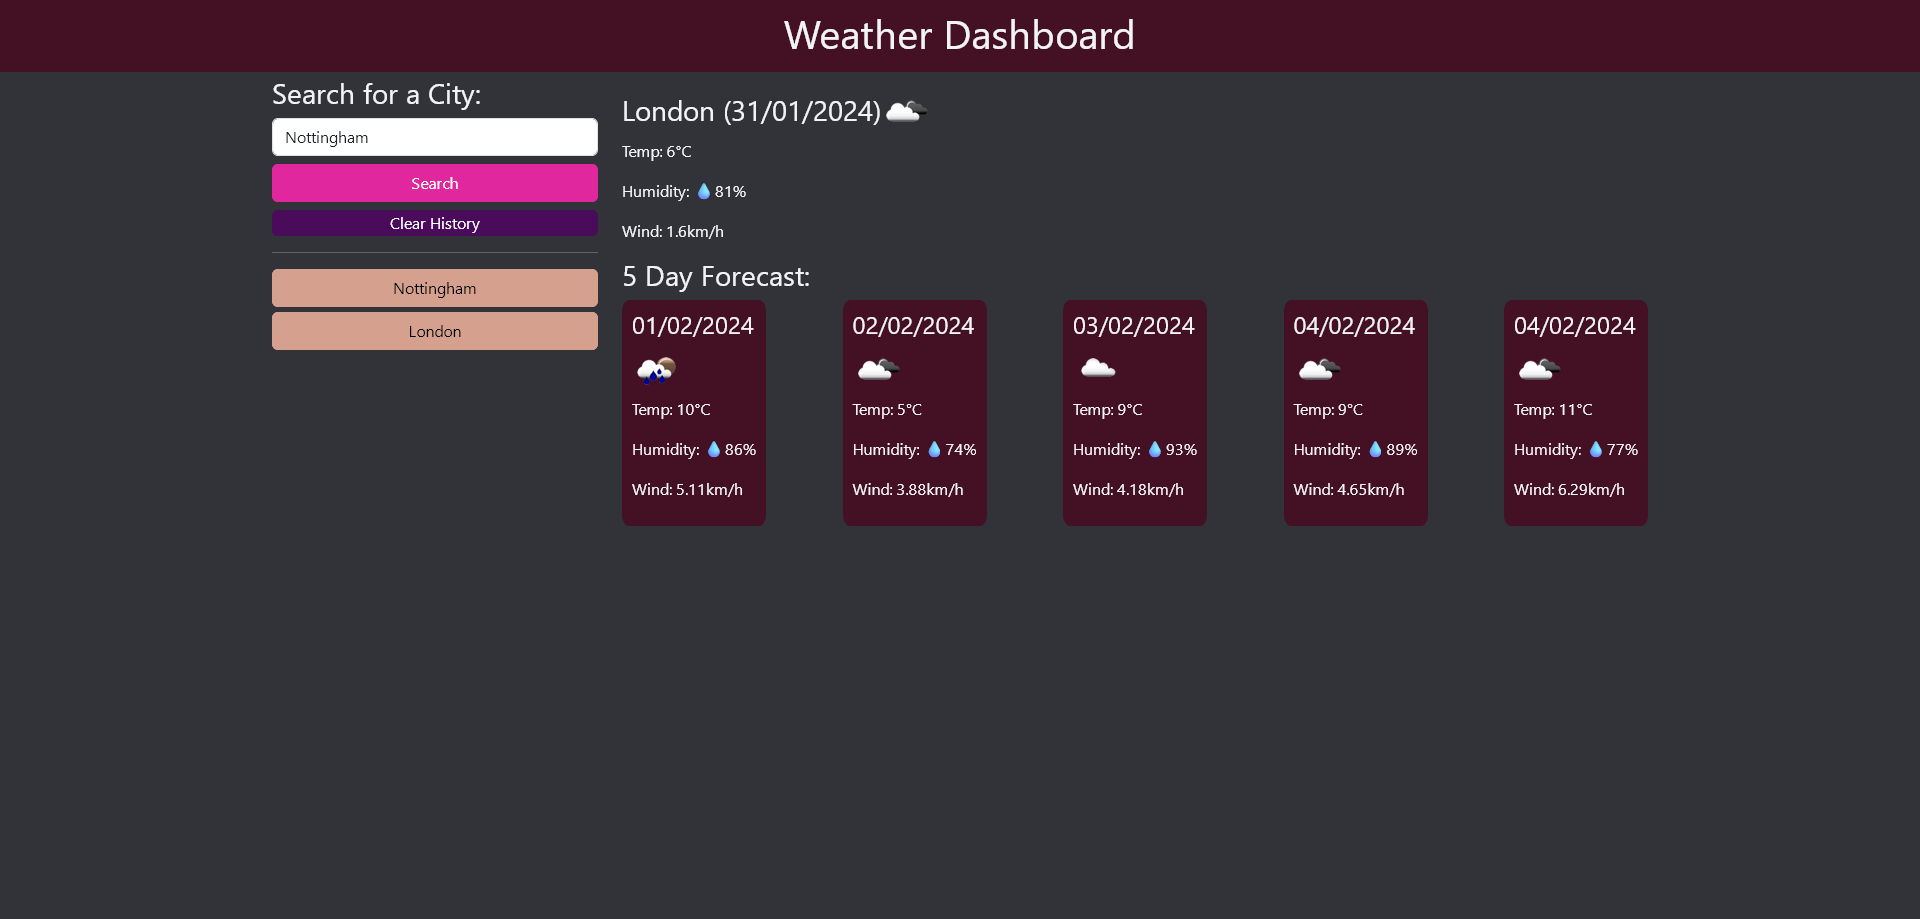 Weather Dashboard
Search for a City:
Nottingham
Search
Clear History
Nottingham
London
London (31/01/2024)
Temp: 6°C
Humidity: 💧81%
Wind: 1.6km/h
5 Day Forecast:
01/02/2024
Temp: 10°C
Humidity: 💧86%
Wind: 5.11km/h
02/02/2024
Temp: 5°C
Humidity: 💧74%
Wind: 3.88km/h
03/02/2024
Temp: 9°C
Humidity: 💧93%
Wind: 4.18km/h
04/02/2024
Temp: 9°C
Humidity: 💧89%
Wind: 4.65km/h
04/02/2024
Temp: 11°C
Humidity: 💧77%
Wind: 6.29km/h